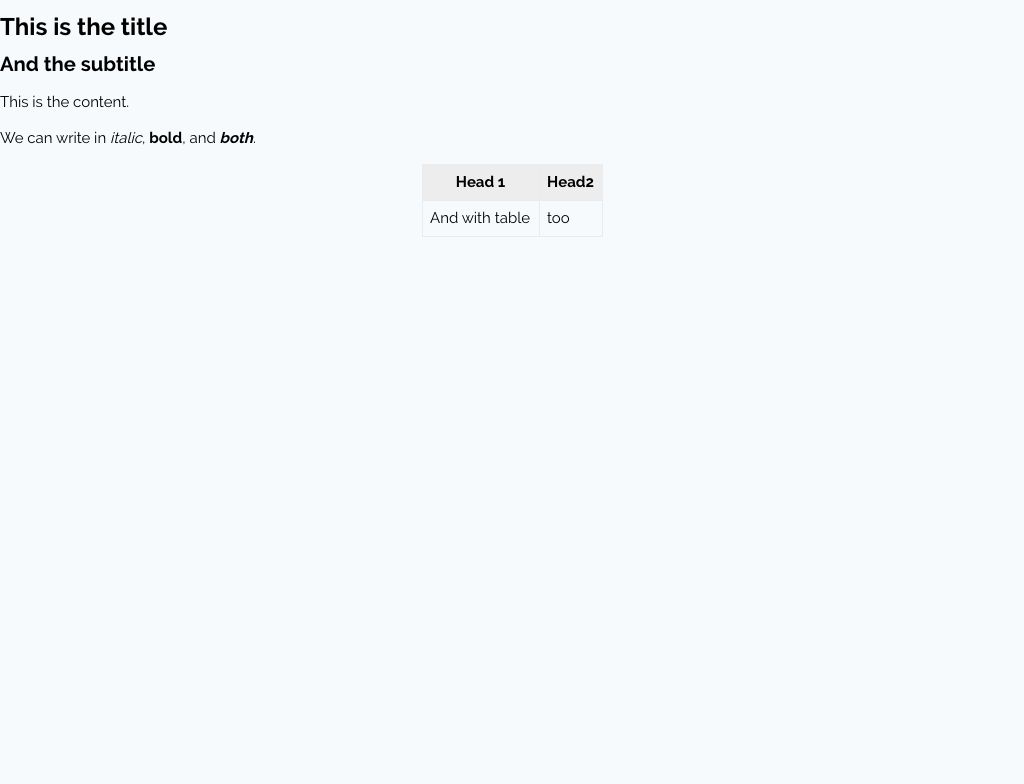 This is the title
And the subtitle
This is the content.
We can write in italic, bold, and both.
Head 1 Head2
And with table too